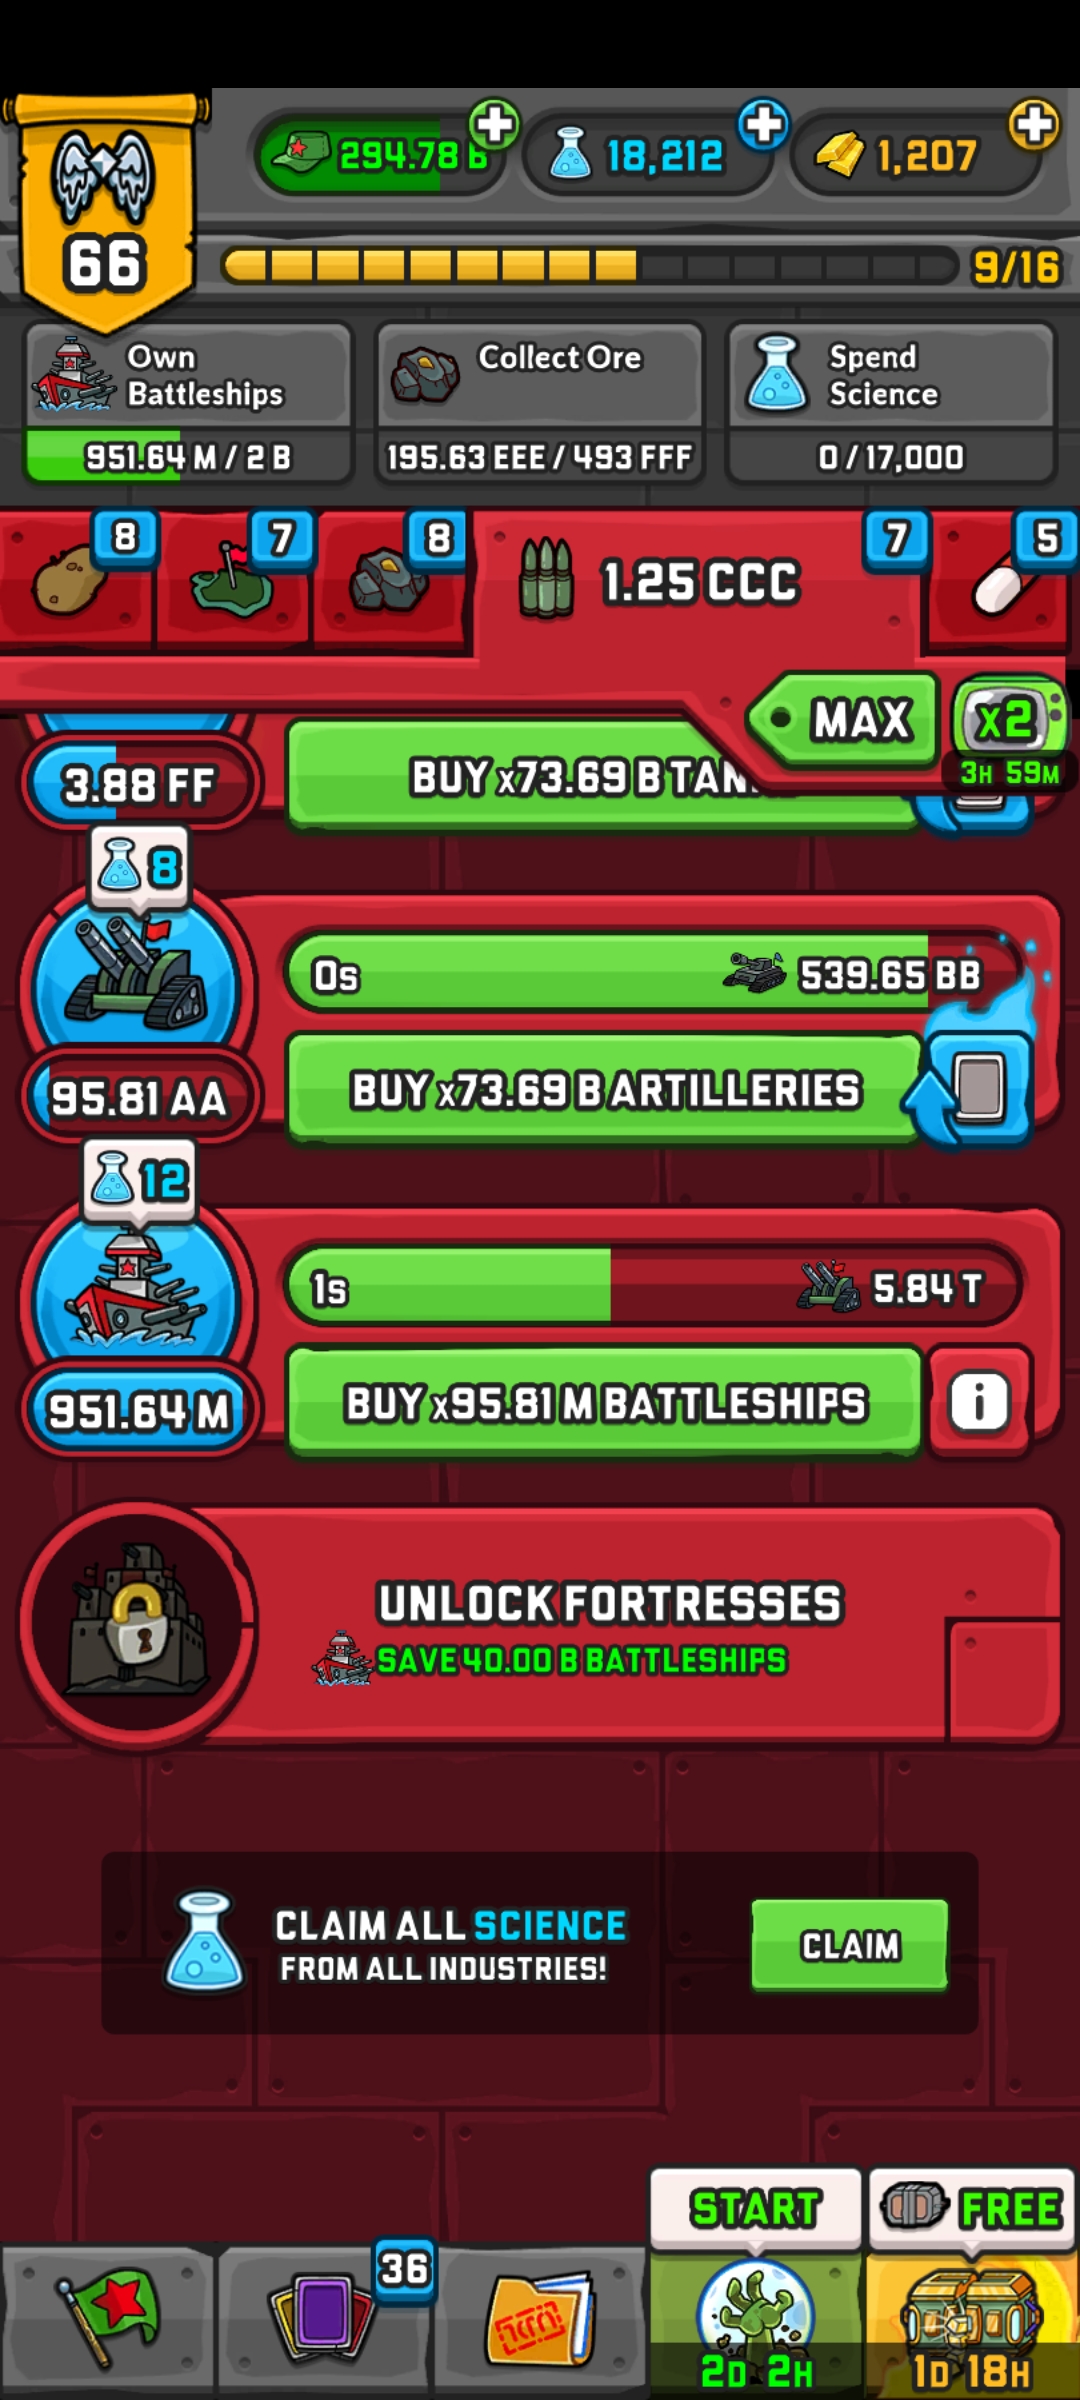 294.78 B
18,212
1,207
66
9/16
Own
Battleships
951.64 M / 2 B
Collect Ore
195.63 EEE / 493 FFF
Spend
Science
0 / 17,000
8
7
8
1.25 CCC
7
5
MAX
x2
3H 59M
3.88 FF
BUY x73.69 B TAN
8
0s
539.65 BB
95.81 AA
BUY x73.69 B ARTILLERIES
12
1s
5.84 T
951.64 M
BUY x95.81 M BATTLESHIPS
i
UNLOCK FORTRESSES
SAVE 40.00 B BATTLESHIPS
CLAIM ALL SCIENCE
FROM ALL INDUSTRIES!
CLAIM
START
FREE
36
2D 2H
1D 18H